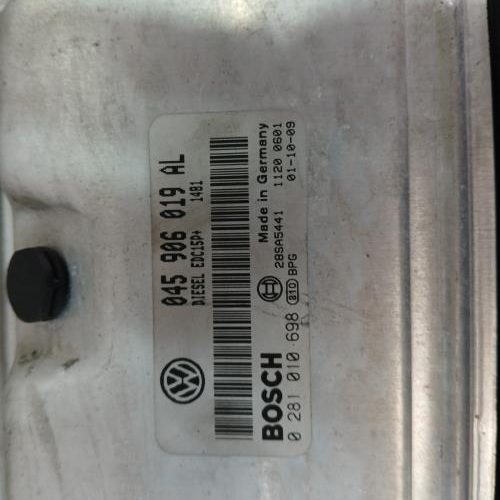 045 906 019 AL
DIESEL EDC15P+ 1481
BOSCH
0 281 010 698
28SA5441
010 BPG
Made in Germany
1120 0601
01-10-09